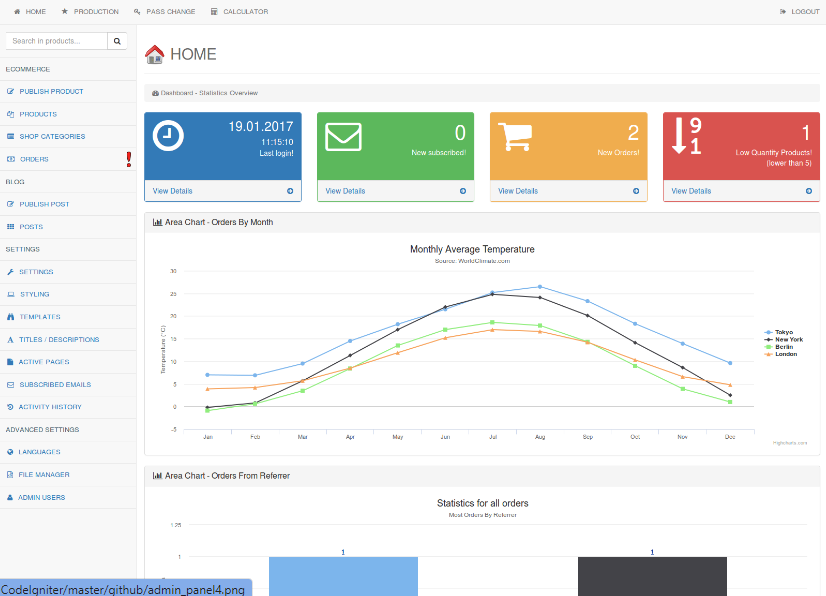 HOME
PRODUCTION
PASS CHANGE
CALCULATOR
LOGOUT
Search in products...
ECOMMERCE
PUBLISH PRODUCT
PRODUCTS
SHOP CATEGORIES
ORDERS
BLOG
PUBLISH POST
POSTS
SETTINGS
SETTINGS
STYLING
TEMPLATES
TITLES / DESCRIPTIONS
ACTIVE PAGES
SUBSCRIBED EMAILS
ACTIVITY HISTORY
ADVANCED SETTINGS
LANGUAGES
FILE MANAGER
ADMIN USERS
HOME
Dashboard - Statistics Overview
19.01.2017
11:15:10
Last login!
View Details
0
New subscribed!
View Details
2
New Orders!
View Details
9
1
1
Low Quantity Products!
(lower than 5)
View Details
Area Chart - Orders By Month
Monthly Average Temperature
Source: WorldClimate.com
Temperature (°C)
30
25
20
15
10
5
0
-5
Jan Feb Mar Apr May Jun Jul Aug Sep Oct Nov Dec
Tokyo
New York
Berlin
London
Highcharts.com
Area Chart - Orders From Referrer
Statistics for all orders
Most Orders By Referrer
1.25
1
1
1
CodeIgniter/master/github/admin_panel4.png